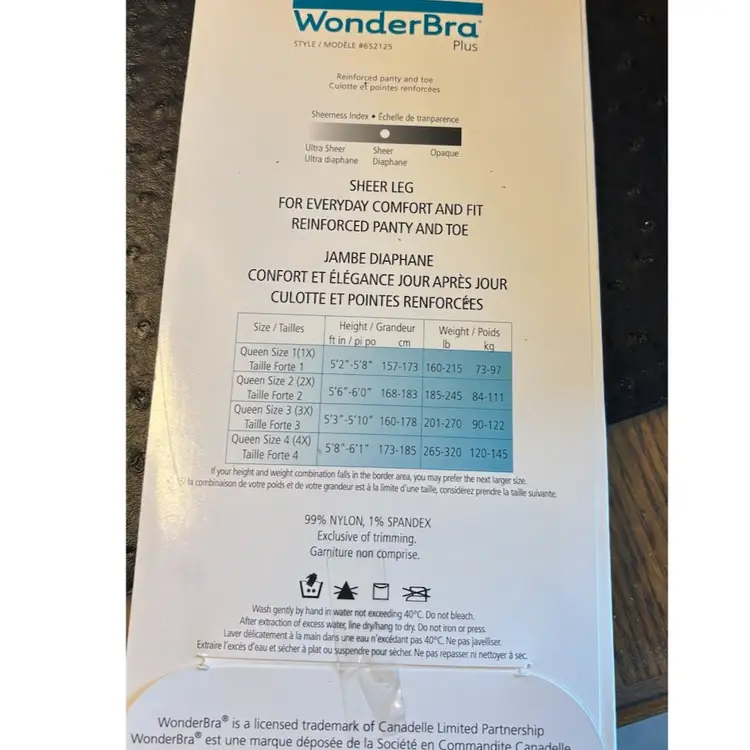 WonderBra®
STYLE / MODÈLE #652125 Plus
Reinforced panty and toe
Culotte et pointes renforcées
Sheerness Index • Échelle de tranparence
Ultra Sheer Sheer Opaque
Ultra diaphane Diaphane
SHEER LEG
FOR EVERYDAY COMFORT AND FIT
REINFORCED PANTY AND TOE
JAMBE DIAPHANE
CONFORT ET ÉLÉGANCE JOUR APRÈS JOUR
CULOTTE ET POINTES RENFORCÉES
Size / Tailles Height / Grandeur Weight / Poids
ft in / pi po cm lb kg
Queen Size 1(1X)
Taille Forte 1 5'2"-5'8" 157-173 160-215 73-97
Queen Size 2 (2X)
Taille Forte 2 5'6"-6'0" 168-183 185-245 84-111
Queen Size 3 (3X)
Taille Forte 3 5'3"-5'10" 160-178 201-270 90-122
Queen Size 4 (4X)
Taille Forte 4 5'8"-6'1" 173-185 265-320 120-145
If your height and weight combination falls in the border area, you may prefer the next larger size.
Si la combinaison de votre poids et de votre grandeur est à la limite d'une taille, considérez prendre la taille suivante.
99% NYLON, 1% SPANDEX
Exclusive of trimming.
Garniture non comprise.
Wash gently by hand in water not exceeding 40°C. Do not bleach.
After extraction of excess water, line dry/hang to dry. Do not iron or press.
Laver délicatement à la main dans une eau n'excédant pas 40°C. Ne pas javelliser.
Extraire l'excès d'eau et sécher à plat ou suspendre pour sécher. Ne pas repasser ni nettoyer à sec.
WonderBra® is a licensed trademark of Canadelle Limited Partnership
WonderBra® est une marque déposée de la Société en Commandite Canadelle